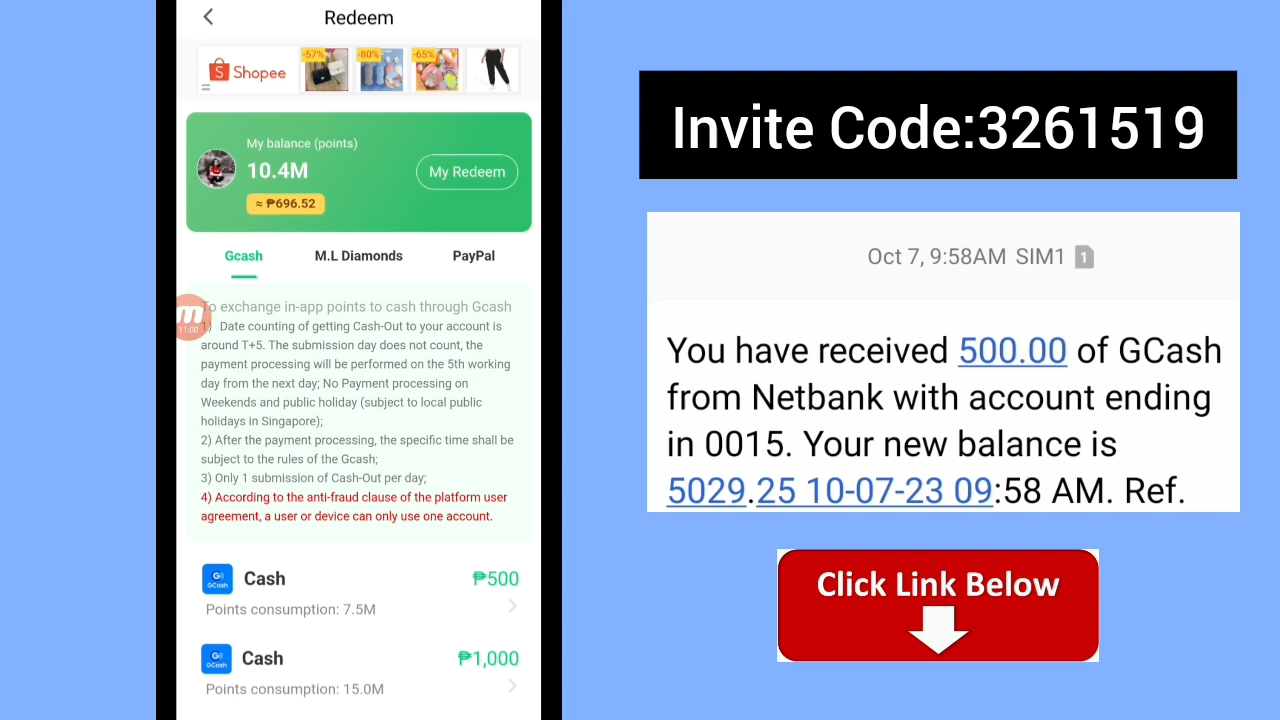 Redeem
Shopee
-57%
-80%
-65%
My balance (points)
10.4M
≈ ₱696.52
My Redeem
Gcash
M.L Diamonds
PayPal
To exchange in-app points to cash through Gcash
1) Date counting of getting Cash-Out to your account is
around T+5. The submission day does not count, the
payment processing will be performed on the 5th working
day from the next day; No Payment processing on
Weekends and public holiday (subject to local public
holidays in Singapore);
2) After the payment processing, the specific time shall be
subject to the rules of the Gcash;
3) Only 1 submission of Cash-Out per day;
4) According to the anti-fraud clause of the platform user
agreement, a user or device can only use one account.
m
11:00
GCash
Cash
₱500
Points consumption: 7.5M
GCash
Cash
₱1,000
Points consumption: 15.0M
Invite Code:3261519
Oct 7, 9:58AM SIM1 1
You have received 500.00 of GCash
from Netbank with account ending
in 0015. Your new balance is
5029.25 10-07-23 09:58 AM. Ref.
Click Link Below